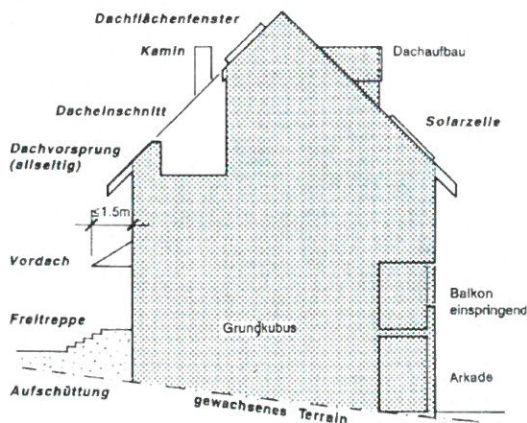 Dachflächenfenster
Kamin
Dachaufbau
Dacheinschnitt
Solarzelle
Dachvorsprung
(allseitig)
≤1.5m
Vordach
Balkon
einspringend
Freitreppe
Grundkubus
Arkade
Aufschüttung
gewachsenes Terrain